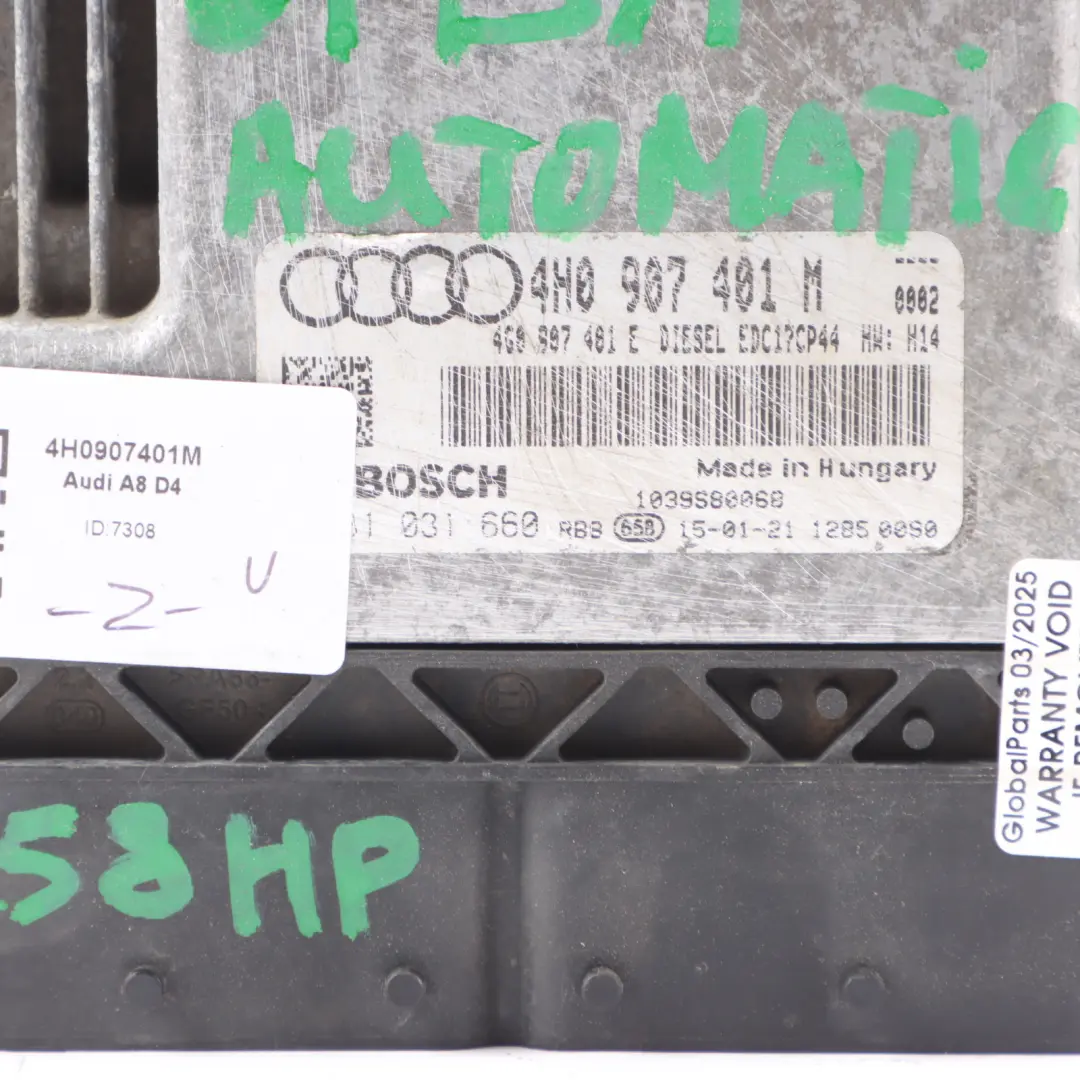 AUTOMATIC
4H0 907 401 M
0002
4G0 907 401 E DIESEL EDC17CP44 HW: H14
4H0907401M
Audi A8 D4
ID:7308
-2- V
BOSCH
Made in Hungary
1039S80068
031 660 RBB 658 15-01-21 1285 0090
GlobalParts 03/2025
WARRANTY VOID
58HP